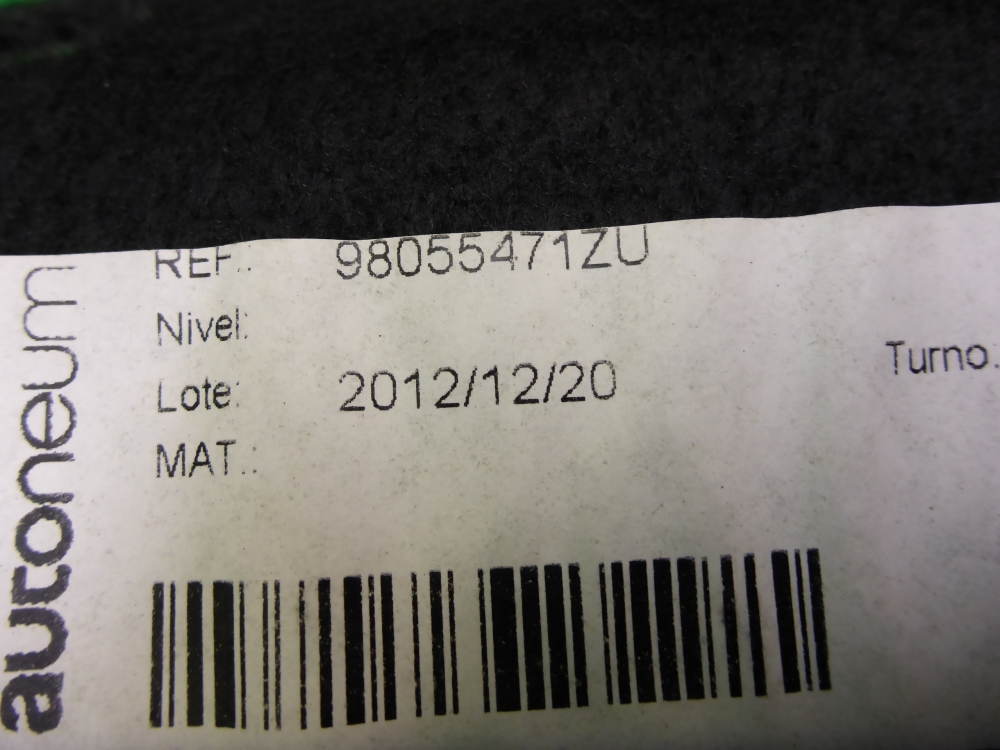 REF.: 98055471ZU
Nivel:
Lote: 2012/12/20 Turno:
MAT.:
autoneum